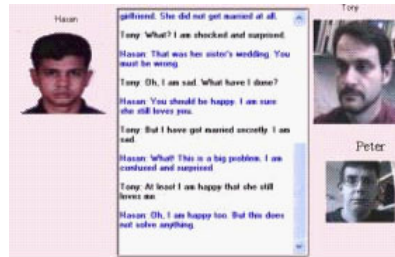 Hasan
Tony
girlfriend. She did not get married at all.
Tony: What? I am shocked and surprised.
Hasan: That was her sister's wedding. You
must be wrong.
Tony: Oh, I am sad. What have I done?
Hasan: You should be happy. I am sure
she still loves you.
Tony: But I have got married secretly. I am
sad.
Hasan: What! This is a big problem. I am
confused and surprised.
Tony: At least I am happy that she still
loves me.
Hasan: Oh, I am happy too. But this does
not solve anything.
Peter